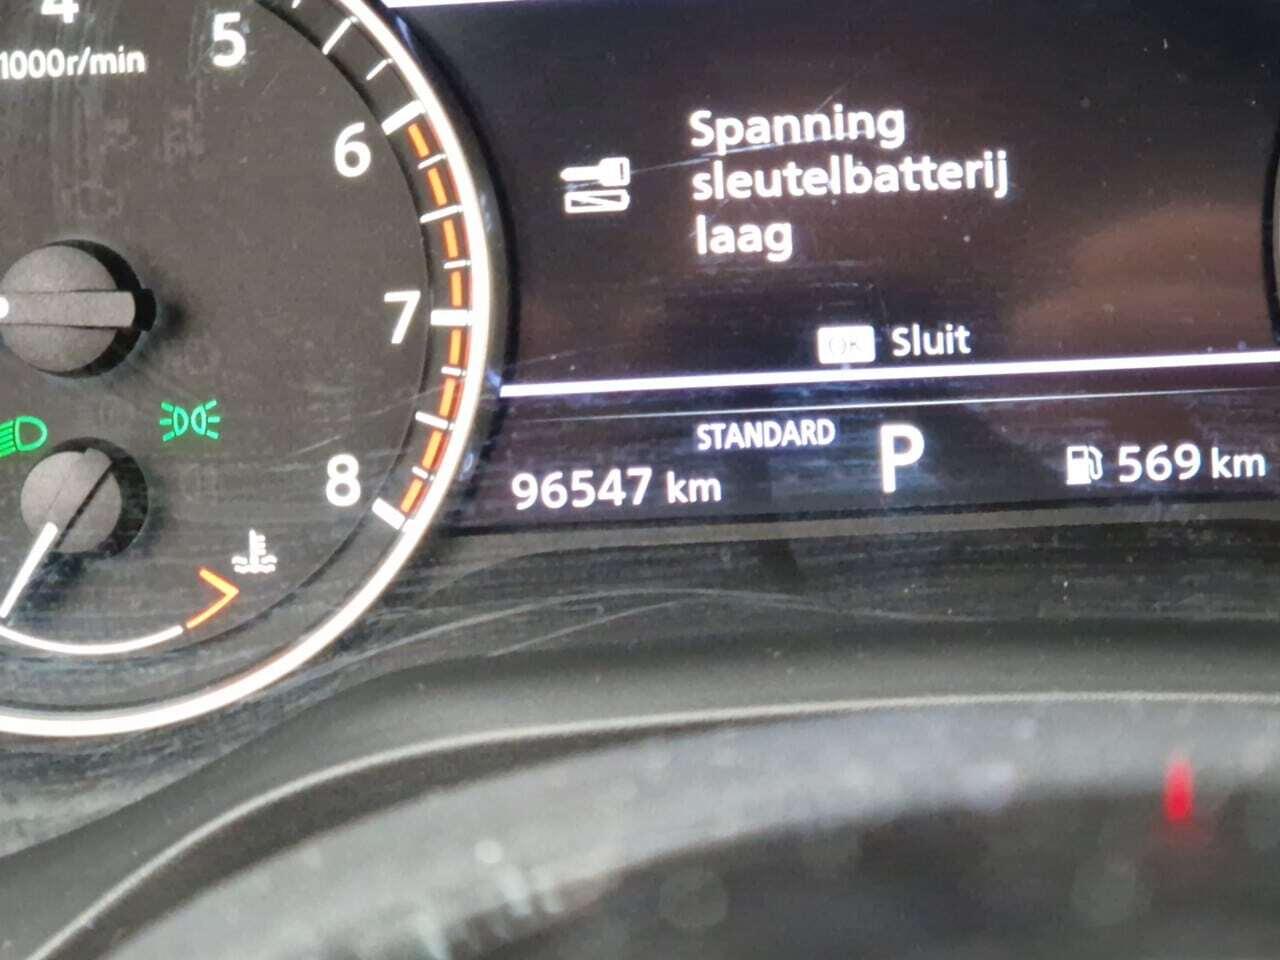 4
5
1000r/min
6
7
8
Spanning
sleutelbatterij
laag
OK Sluit
STANDARD
P
96547 km
569 km